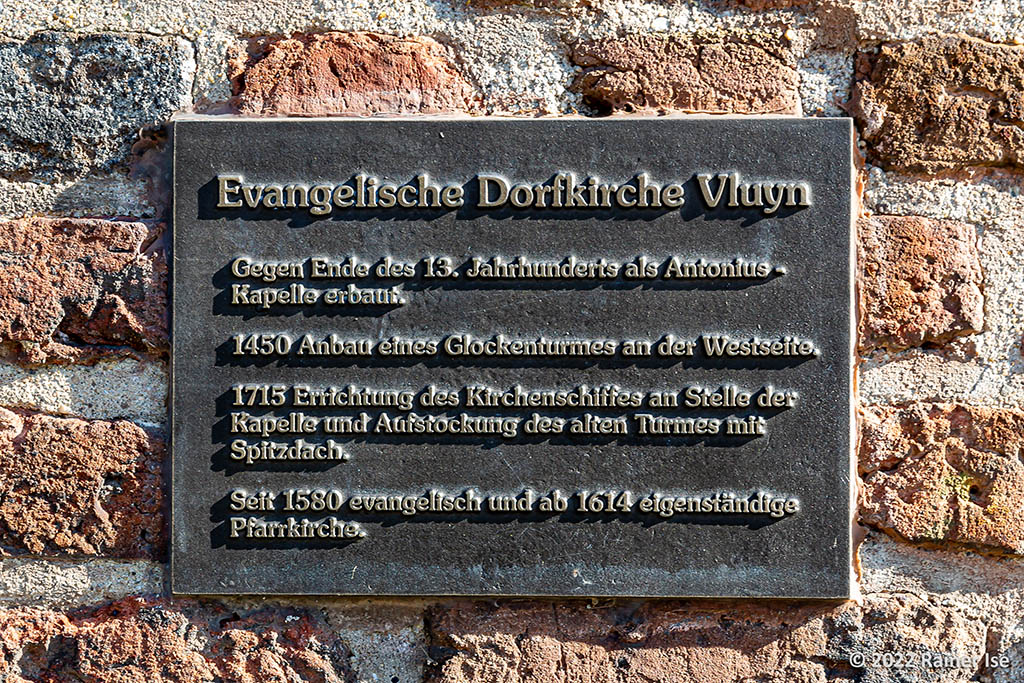 Evangelische Dorfkirche Vluyn
Gegen Ende des 13. Jahrhunderts als Antonius -
Kapelle erbaut.
1450 Anbau eines Glockenturmes an der Westseite.
1715 Errichtung des Kirchenschiffes an Stelle der
Kapelle und Aufstockung des alten Turmes mit
Spitzdach.
Seit 1580 evangelisch und ab 1614 eigenständige
Pfarrkirche.
© 2022 Rainer Ise